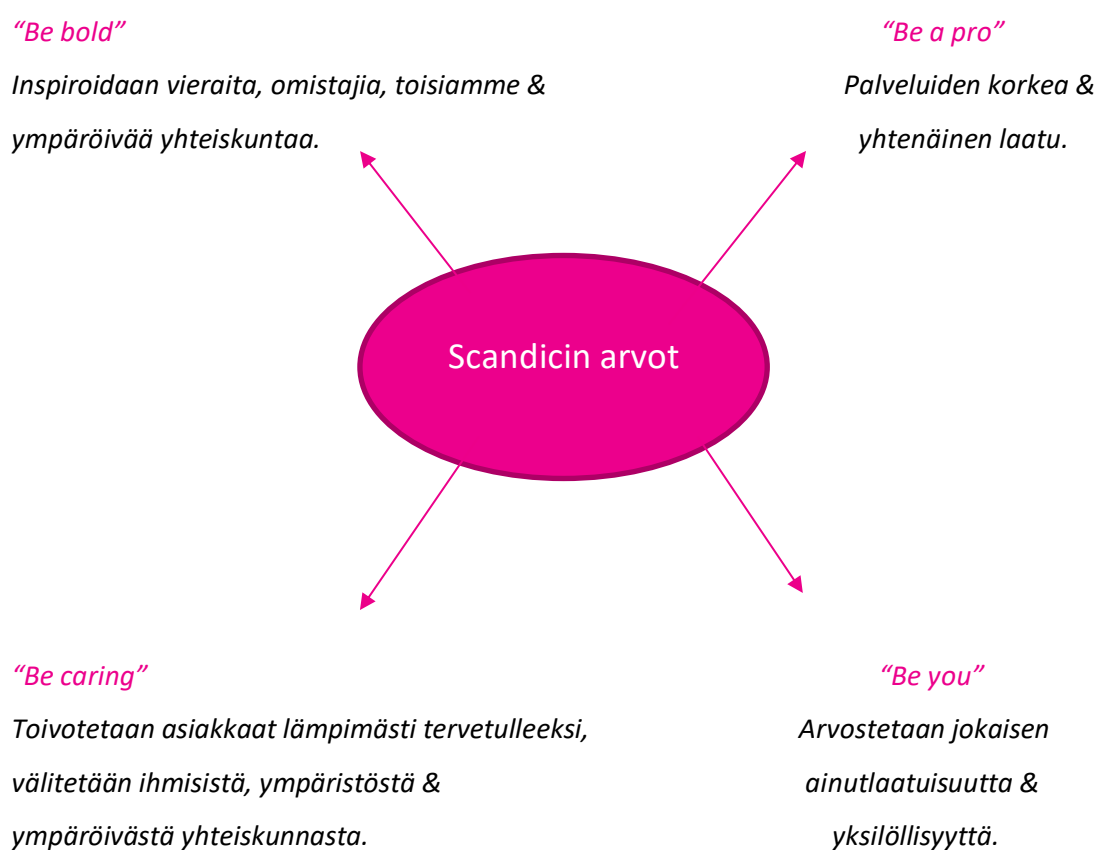 “Be bold”
Inspiroidaan vieraita, omistajia, toisiamme &
ympäröivää yhteiskuntaa.
“Be a pro”
Palveluiden korkea &
yhtenäinen laatu.
Scandicin arvot
“Be caring”
Toivotetaan asiakkaat lämpimästi tervetulleeksi,
välitetään ihmisistä, ympäristöstä &
ympäröivästä yhteiskunnasta.
“Be you”
Arvostetaan jokaisen
ainutlaatuisuutta &
yksilöllisyyttä.